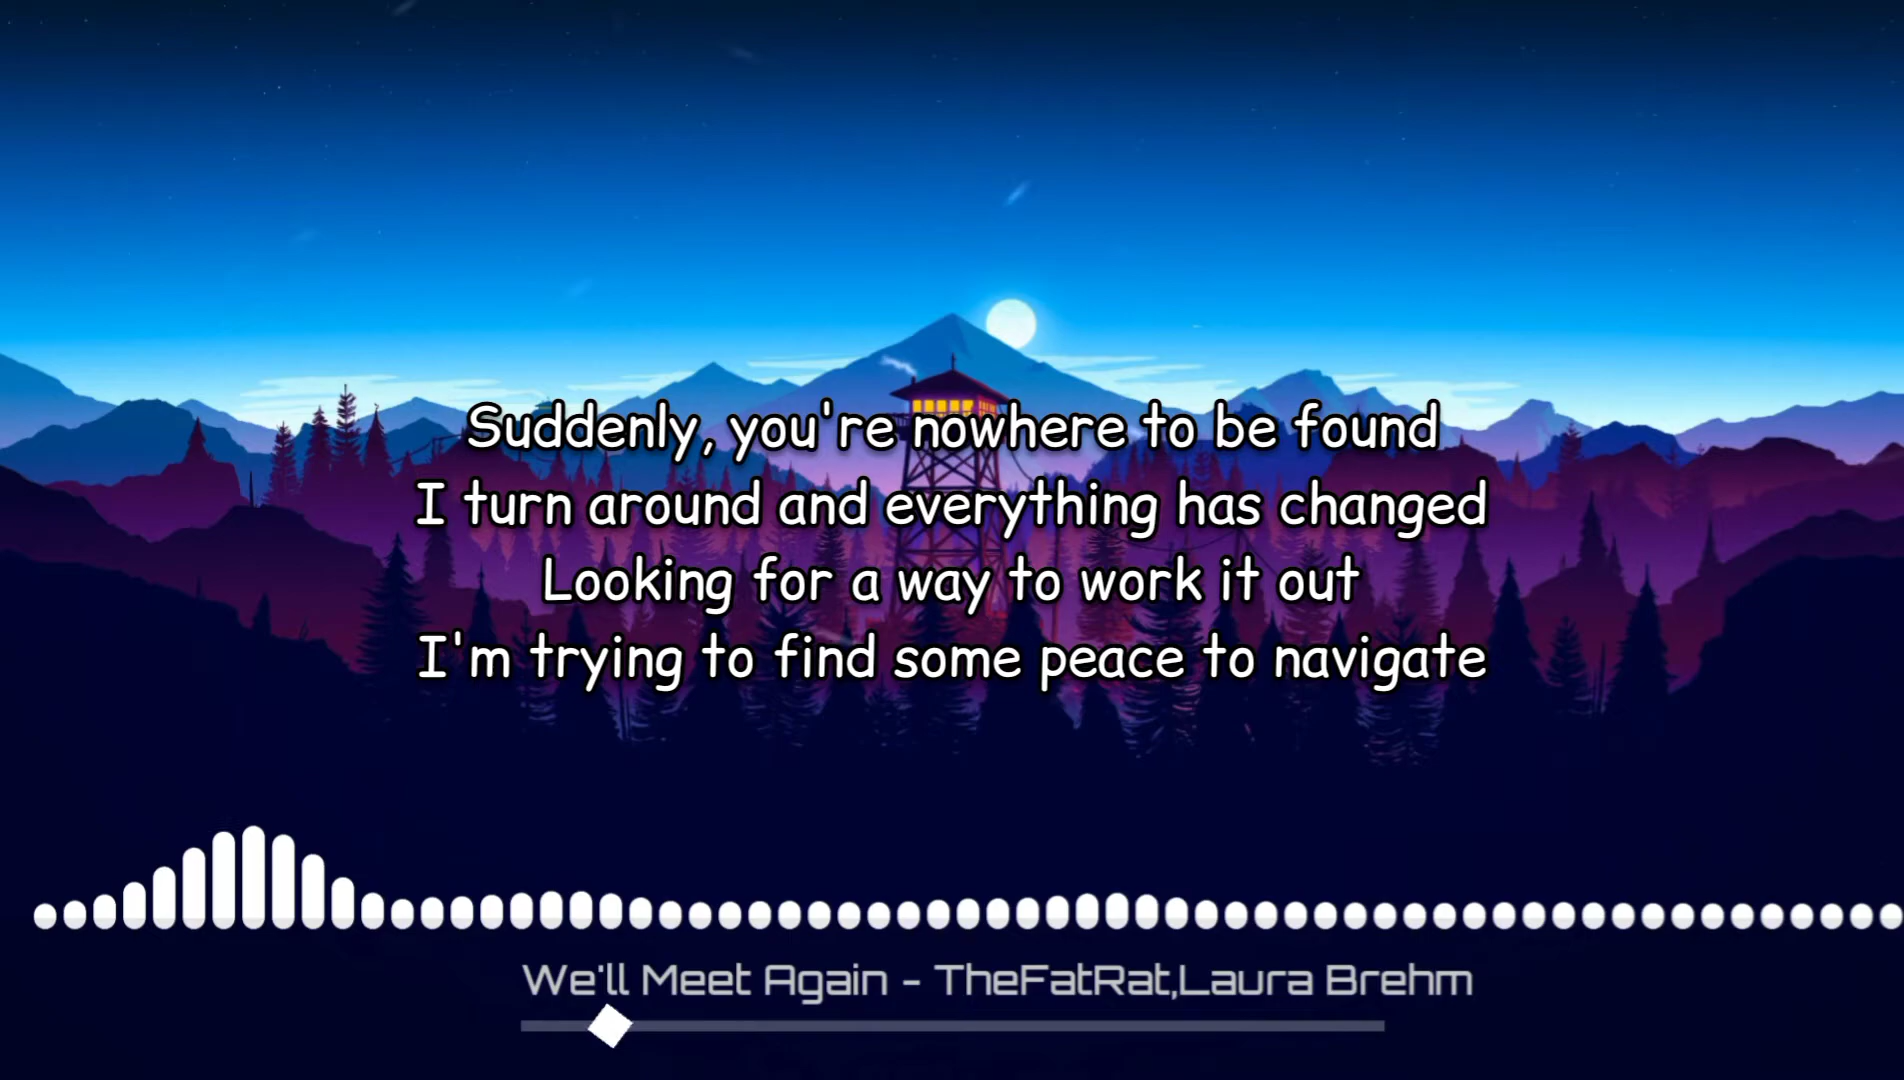 Suddenly, you're nowhere to be found
I turn around and everything has changed
Looking for a way to work it out
I'm trying to find some peace to navigate
We'll Meet Again - TheFatRat,Laura Brehm